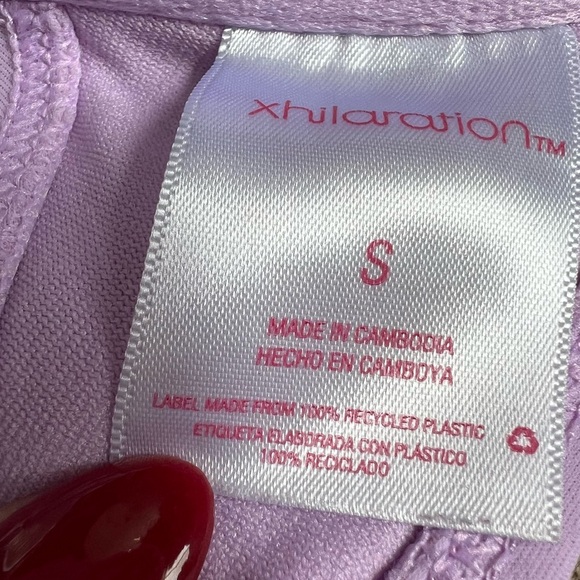 xhilaration™
S
MADE IN CAMBODIA
HECHO EN CAMBOYA
LABEL MADE FROM 100% RECYCLED PLASTIC
ETIQUETA ELABORADA CON PLÁSTICO
100% RECICLADO